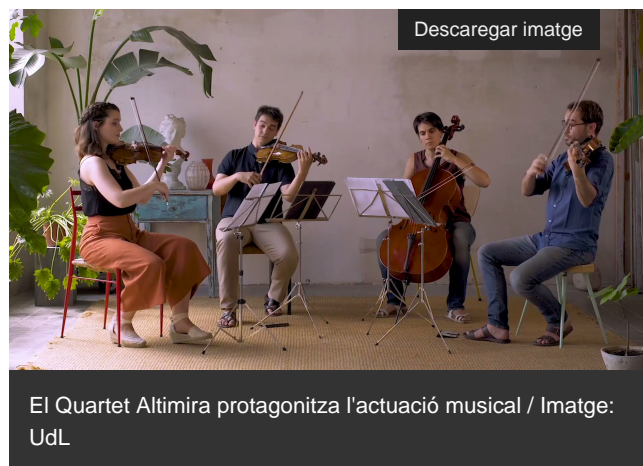 Descaregar imatge
El Quartet Altimira protagonitza l'actuació musical / Imatge:
UdL